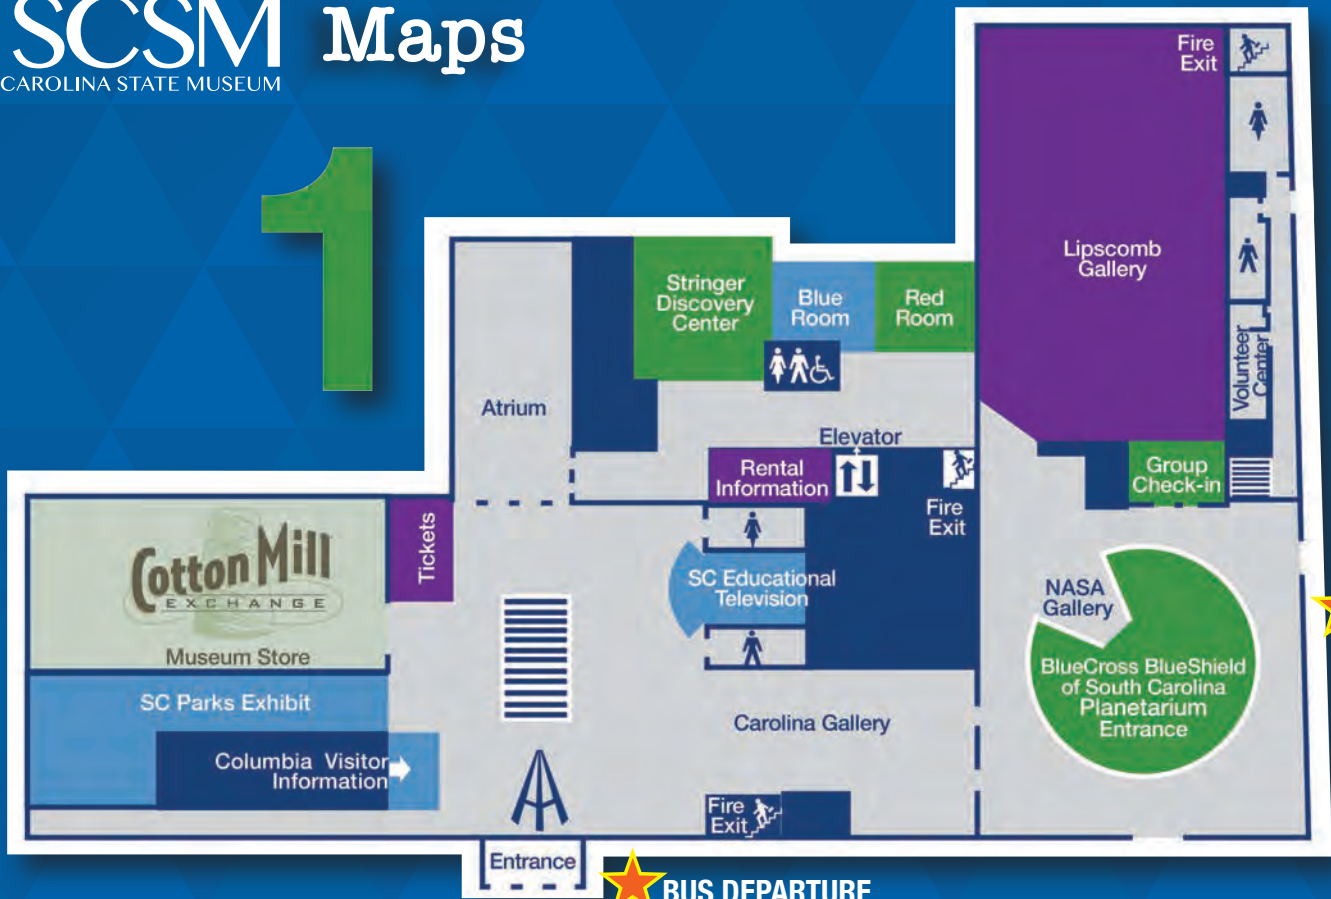 SCSM Maps
CAROLINA STATE MUSEUM
1
Fire
Exit
Lipscomb
Gallery
Stringer
Discovery
Center
Blue
Room
Red
Room
Volunteer
Center
Atrium
Elevator
Rental
Information
Group
Check-in
Fire
Exit
Tickets
Cotton Mill
EXCHANGE
Museum Store
SC Educational
Television
NASA
Gallery
BlueCross BlueShield
of South Carolina
Planetarium
Entrance
SC Parks Exhibit
Carolina Gallery
Columbia Visitor
Information
Fire
Exit
Entrance
BUS DEPARTURE